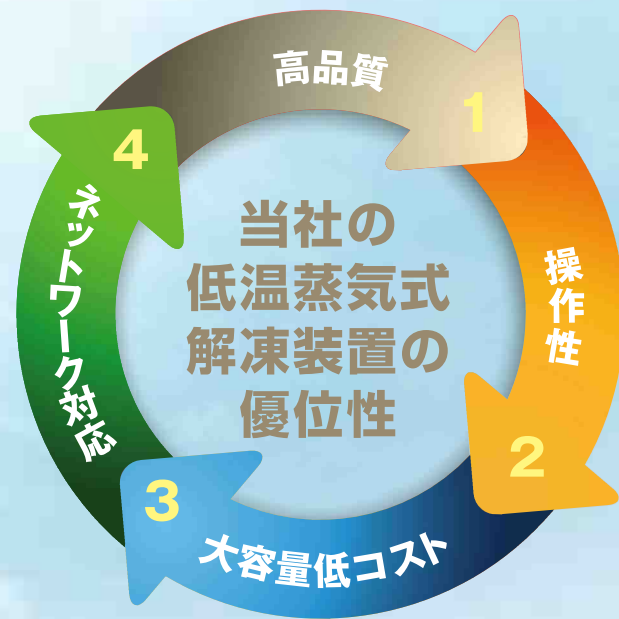 当社の
低温蒸気式
解凍装置の
優位性
高品質
1
操作性
2
大容量低コスト
3
ネットワーク対応
4